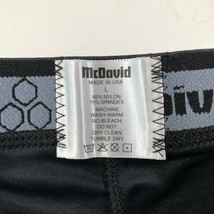 McDavid
MADE IN USA
L
85% NYLON
15% SPANDEX
MACHINE
WASH WARM
NO BLEACH
DO NOT
DRY CLEAN
TUMBLE DRY